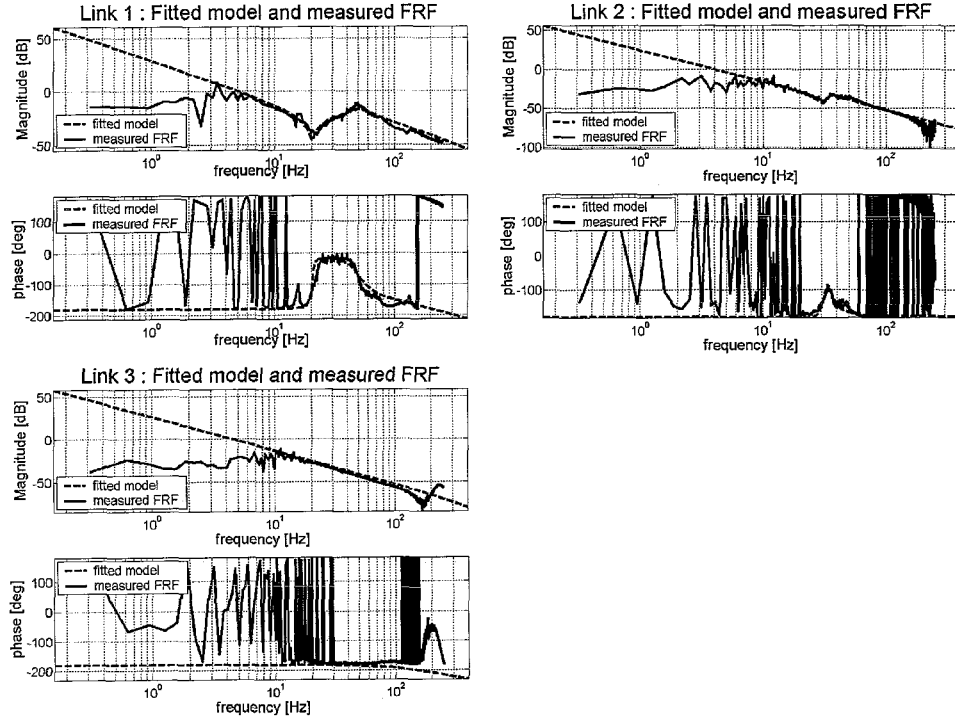 Link 1 : Fitted model and measured FRF
Magnitude [dB]
50
0
-50
fitted model
measured FRF
10^0
10^1
10^2
frequency [Hz]
phase [deg]
100
0
-100
-200
fitted model
measured FRF
10^0
10^1
10^2
frequency [Hz]
Link 2 : Fitted model and measured FRF
Magnitude [dB]
50
0
-50
-100
fitted model
measured FRF
10^0
10^1
10^2
frequency [Hz]
phase [deg]
100
0
-100
fitted model
measured FRF
10^0
10^1
10^2
frequency [Hz]
Link 3 : Fitted model and measured FRF
Magnitude [dB]
50
0
-50
fitted model
measured FRF
10^0
10^1
10^2
frequency [Hz]
phase [deg]
100
0
-100
-200
fitted model
measured FRF
10^0
10^1
10^2
frequency [Hz]